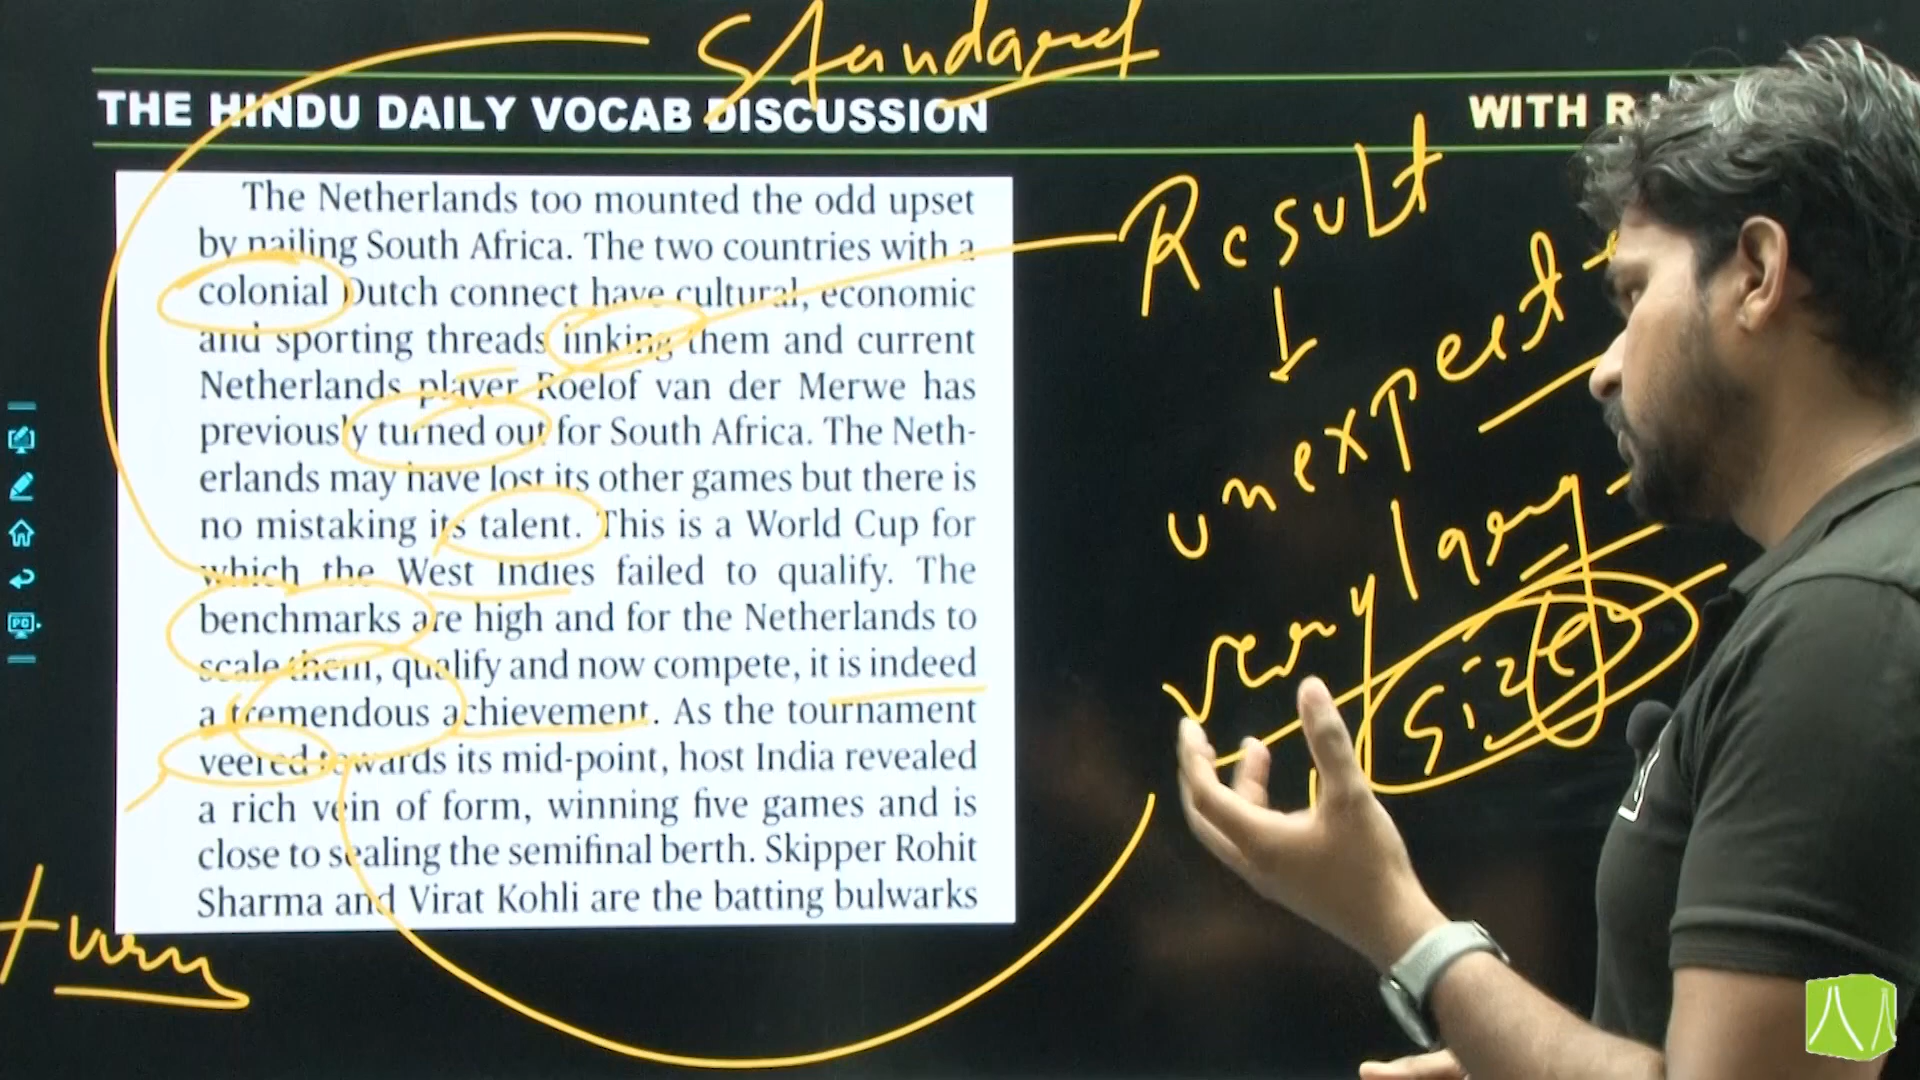 Standard
THE HINDU DAILY VOCAB DISCUSSION
WITH R
The Netherlands too mounted the odd upset
by nailing South Africa. The two countries with a
colonial Dutch connect have cultural, economic
and sporting threads linking them and current
Netherlands player Roelof van der Merwe has
previously turned out for South Africa. The Neth-
erlands may have lost its other games but there is
no mistaking its talent. This is a World Cup for
which the West Indies failed to qualify. The
benchmarks are high and for the Netherlands to
scale them, qualify and now compete, it is indeed
a tremendous achievement. As the tournament
veered towards its mid-point, host India revealed
a rich vein of form, winning five games and is
close to sealing the semifinal berth. Skipper Rohit
Sharma and Virat Kohli are the batting bulwarks
Result
very
Size
turn